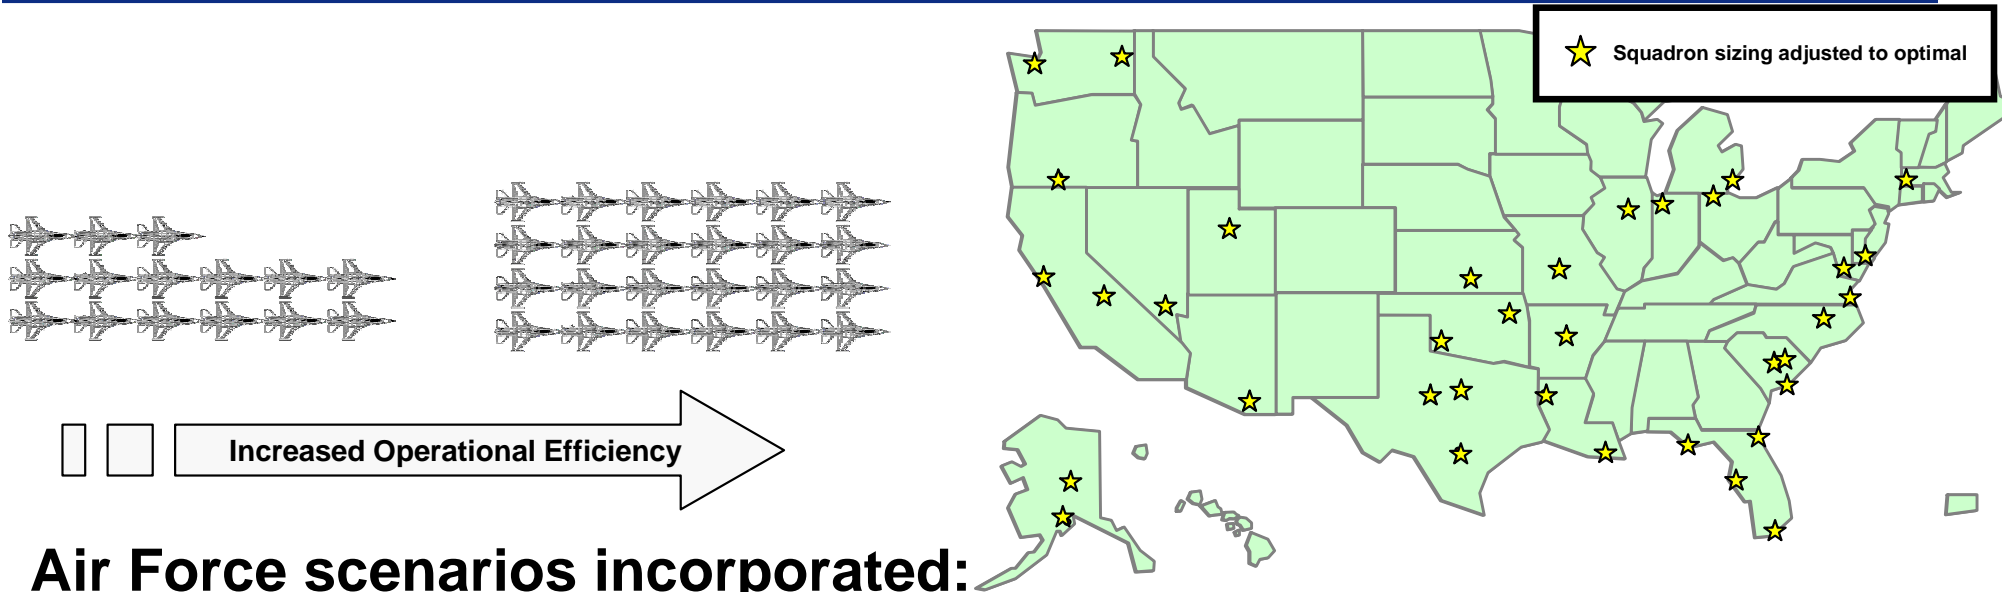 Squadron sizing adjusted to optimal
Increased Operational Efficiency
Air Force scenarios incorporated: